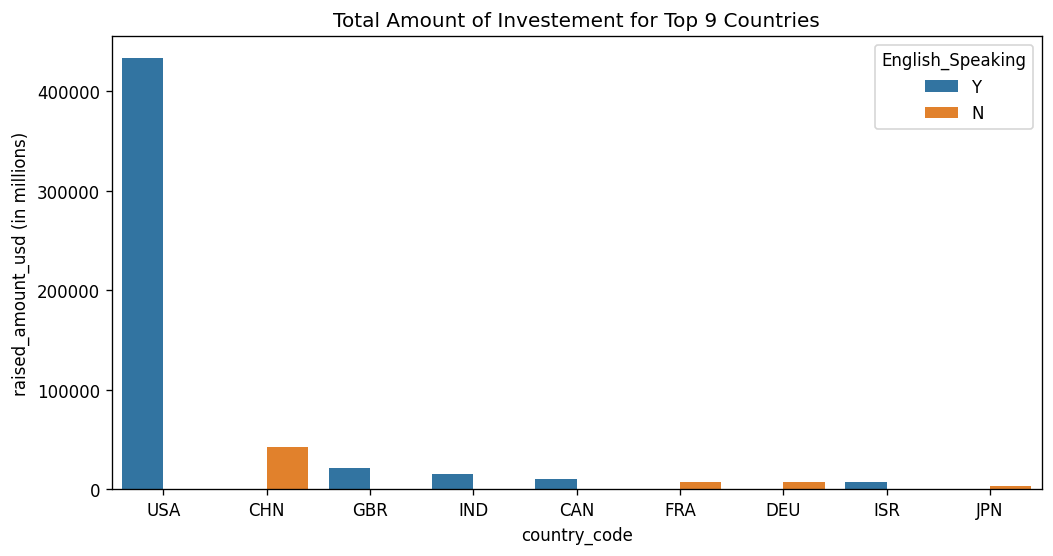 Total Amount of Investement for Top 9 Countries
English_Speaking
Y
N
raised_amount_usd (in millions)
400000
300000
200000
100000
0
USA CHN GBR IND CAN FRA DEU ISR JPN
country_code